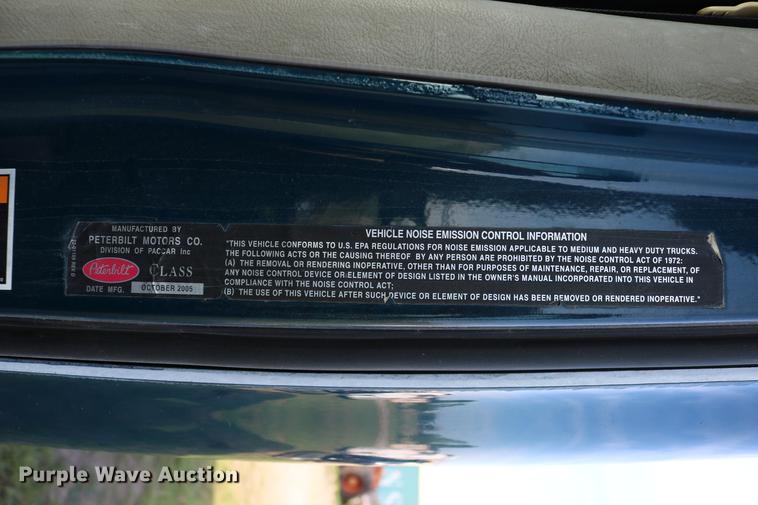 MANUFACTURED BY
PETERBILT MOTORS CO.
DIVISION OF PACCAR Inc
Peterbilt
CLASS
DATE MFG. OCTOBER 2005
VEHICLE NOISE EMISSION CONTROL INFORMATION
"THIS VEHICLE CONFORMS TO U.S. EPA REGULATIONS FOR NOISE EMISSION APPLICABLE TO MEDIUM AND HEAVY DUTY TRUCKS.
THE FOLLOWING ACTS OR THE CAUSING THEREOF BY ANY PERSON ARE PROHIBITED BY THE NOISE CONTROL ACT OF 1972:
(A) THE REMOVAL OR RENDERING INOPERATIVE, OTHER THAN FOR PURPOSES OF MAINTENANCE, REPAIR, OR REPLACEMENT, OF
ANY NOISE CONTROL DEVICE OR ELEMENT OF DESIGN LISTED IN THE OWNER'S MANUAL INCORPORATED INTO THIS VEHICLE IN
COMPLIANCE WITH THE NOISE CONTROL ACT;
(B) THE USE OF THIS VEHICLE AFTER SUCH DEVICE OR ELEMENT OF DESIGN HAS BEEN REMOVED OR RENDERED INOPERATIVE."
Purple Wave Auction